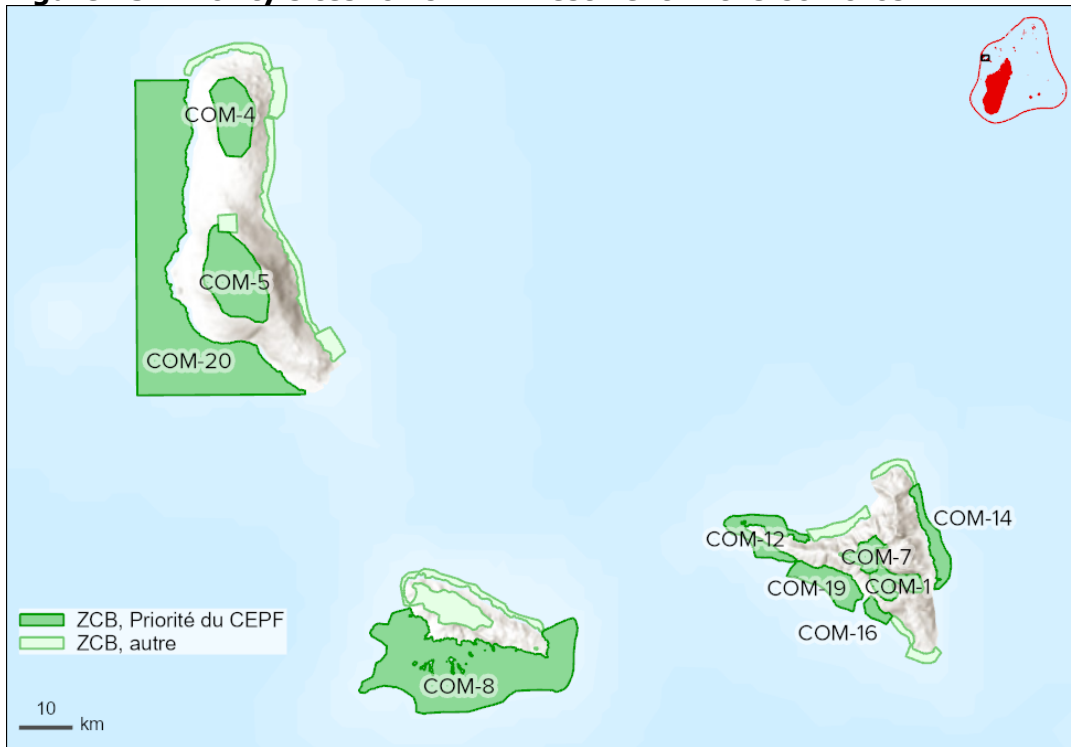 COM-4
COM-5
COM-20
COM-14
COM-12
COM-7
COM-19
COM-1
COM-16
COM-8
ZCB, Priorité du CEPF
ZCB, autre
10
km